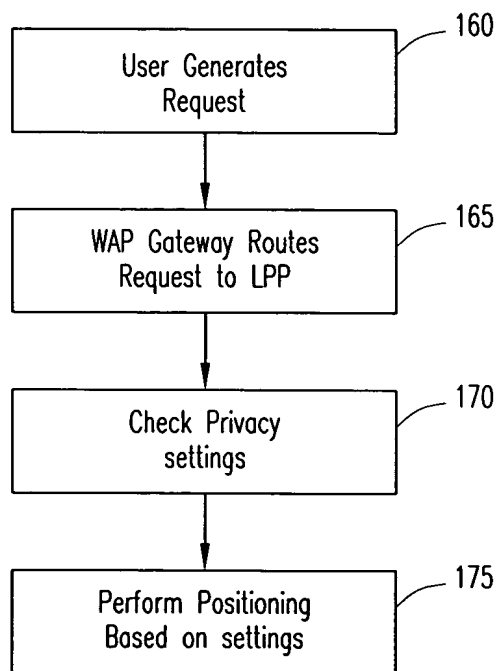 160
User Generates
Request
165
WAP Gateway Routes
Request to LPP
170
Check Privacy
settings
175
Perform Positioning
Based on settings